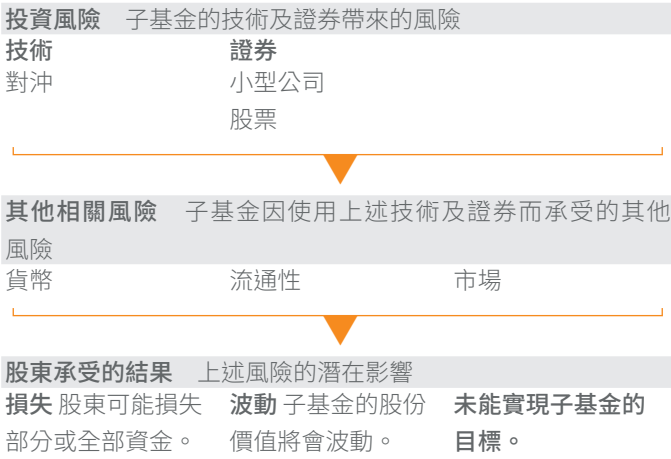 投資風險 子基金的技術及證券帶來的風險
技術 證券
對沖 小型公司
股票
其他相關風險 子基金因使用上述技術及證券而承受的其他
風險
貨幣 流通性 市場
股東承受的結果 上述風險的潛在影響
損失 股東可能損失 波動 子基金的股份 未能實現子基金的
部分或全部資金。 價值將會波動。 目標。